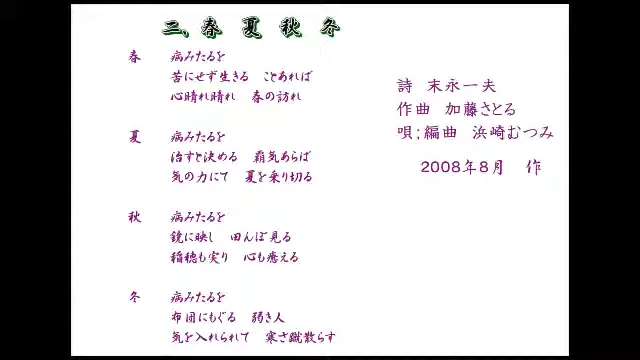 二、春 夏 秋 冬
春 病みたるを
苦にせず生きる ことあれば
心晴れ晴れ 春の訪れ
夏 病みたるを
治すと決める 覇気あらば
気の力にて 夏を乗り切る
秋 病みたるを
鏡に映し 田んぼ見る
稲穂も実り 心も癒える
冬 病みたるを
布団にもぐる 弱き人
気を入れられて 寒さ蹴散らす
詩 末永一夫
作曲 加藤さとる
唄;編曲 浜崎むつみ
2008年8月 作